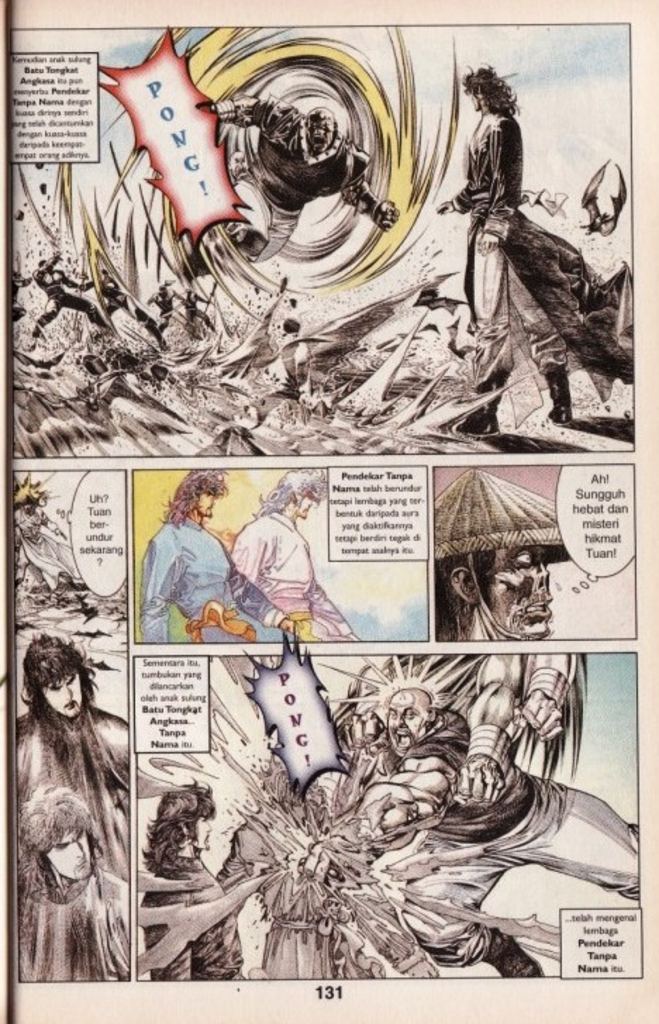 Kemudian anak sulung
Batu Tongkat
Angkasa itu pun
menyerbu Pendekar
Tanpa Nama dengan
kuasa dirinya sendiri
yang telah dicantumkan
dengan kuasa-kuasa
daripada keempat-
empat orang adiknya.
PONG!
Uh?
Tuan
ber-
undur
sekarang
?
Pendekar Tanpa
Nama telah berundur
tetapi lembaga yang ter-
bentuk daripada aura
yang diaktifkannya
tetapi berdiri tegak di
tempat asalnya itu.
Ah!
Sungguh
hebat dan
misteri
hikmat
Tuan!
Sementara itu,
tumbukan yang
dilancarkan
oleh anak sulung
Batu Tongkat
Angkasa...
Tanpa
Nama itu.
PONG!
...telah mengenai
lembaga
Pendekar
Tanpa
Nama itu.
131